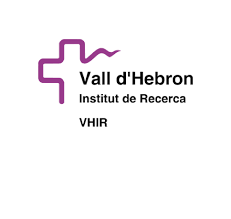 Vall d'Hebron
Institut de Recerca
VHIR